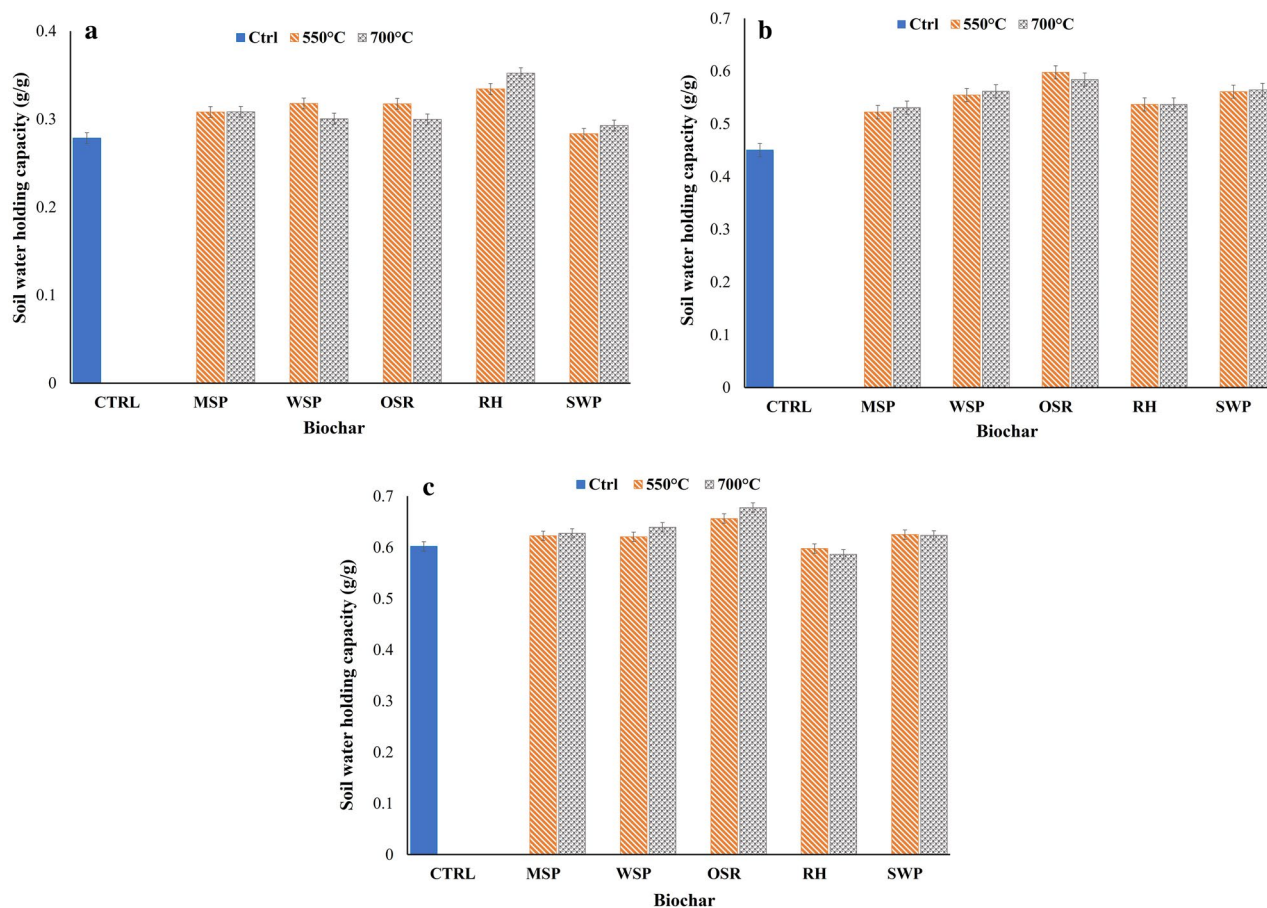 a
Ctrl 550°C 700°C
Soil water holding capacity (g/g)
0.4
0.3
0.2
0.1
0
CTRL MSP WSP OSR RH SWP
Biochar
b
Ctrl 550°C 700°C
Soil water holding capacity (g/g)
0.7
0.6
0.5
0.4
0.3
0.2
0.1
0
CTRL MSP WSP OSR RH SWP
Biochar
c
Ctrl 550°C 700°C
Soil water holding capacity (g/g)
0.7
0.6
0.5
0.4
0.3
0.2
0.1
0
CTRL MSP WSP OSR RH SWP
Biochar